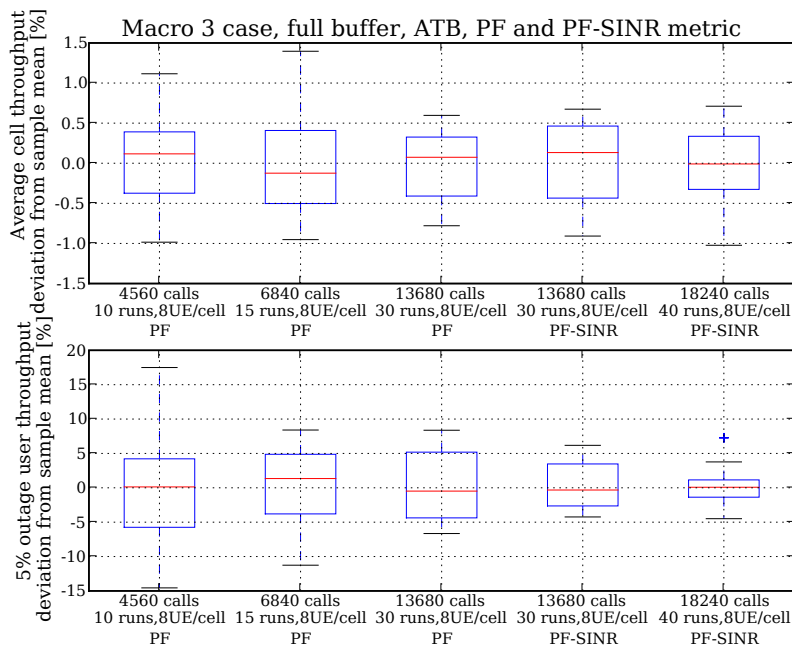 Macro 3 case, full buffer, ATB, PF and PF-SINR metric
Average cell throughput
deviation from sample mean [%]
1.5
1.0
0.5
0.0
-0.5
-1.0
-1.5
4560 calls
10 runs,8UE/cell
PF
6840 calls
15 runs,8UE/cell
PF
13680 calls
30 runs,8UE/cell
PF
13680 calls
30 runs,8UE/cell
PF-SINR
18240 calls
40 runs,8UE/cell
PF-SINR
5% outage user throughput
deviation from sample mean [%]
20
15
10
5
0
-5
-10
-15
4560 calls
10 runs,8UE/cell
PF
6840 calls
15 runs,8UE/cell
PF
13680 calls
30 runs,8UE/cell
PF
13680 calls
30 runs,8UE/cell
PF-SINR
18240 calls
40 runs,8UE/cell
PF-SINR